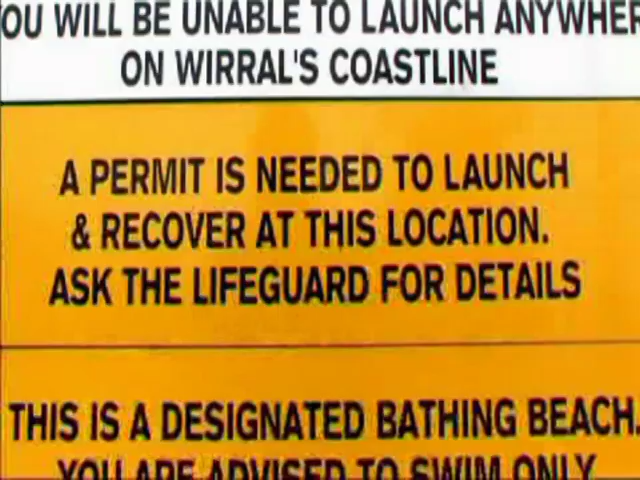 OU WILL BE UNABLE TO LAUNCH ANYWHER
ON WIRRAL'S COASTLINE
A PERMIT IS NEEDED TO LAUNCH
& RECOVER AT THIS LOCATION.
ASK THE LIFEGUARD FOR DETAILS
THIS IS A DESIGNATED BATHING BEACH.
YOU ARE ADVISED TO SWIM ONLY